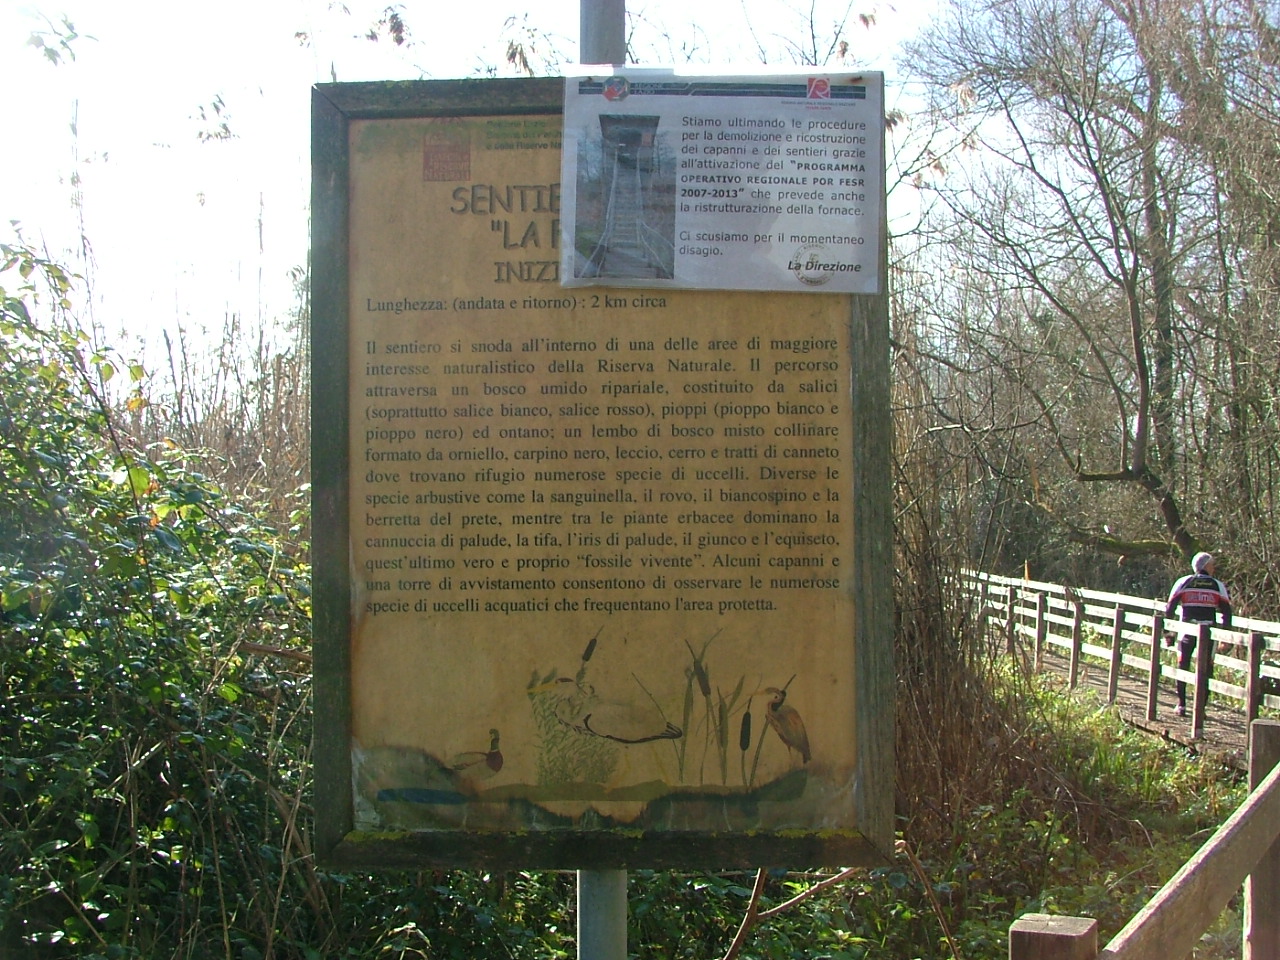 REGIONE
LAZIO
Stiamo ultimando le procedure
per la demolizione e ricostruzione
dei capanni e dei sentieri grazie
all'attivazione del "PROGRAMMA
OPERATIVO REGIONALE POR FESR
2007-2013" che prevede anche
la ristrutturazione della fornace.
Ci scusiamo per il momentaneo
disagio.
La Direzione
SENTIE
"LA F
INIZI
Lunghezza: (andata e ritorno) : 2 km circa
Il sentiero si snoda all'interno di una delle aree di maggiore
interesse naturalistico della Riserva Naturale. Il percorso
attraversa un bosco umido ripariale, costituito da salici
(soprattutto salice bianco, salice rosso), pioppi (pioppo bianco e
pioppo nero) ed ontano; un lembo di bosco misto collinare
formato da orniello, carpino nero, leccio, cerro e tratti di canneto
dove trovano rifugio numerose specie di uccelli. Diverse le
specie arbustive come la sanguinella, il rovo, il biancospino e la
berretta del prete, mentre tra le piante erbacee dominano la
cannuccia di palude, la tifa, l'iris di palude, il giunco e l'equiseto,
quest'ultimo vero e proprio "fossile vivente". Alcuni capanni e
una torre di avvistamento consentono di osservare le numerose
specie di uccelli acquatici che frequentano l'area protetta.